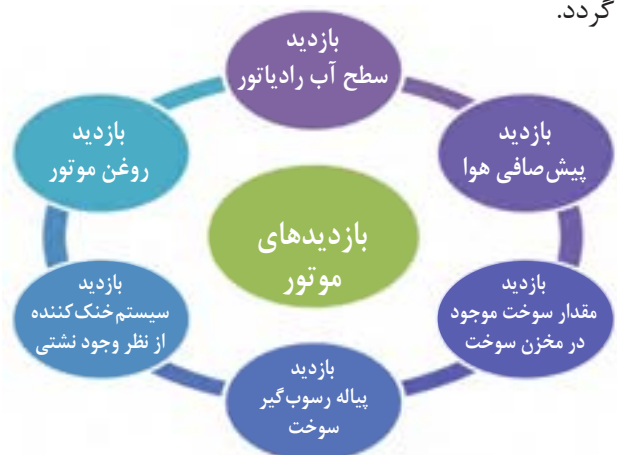 گردد.
بازدید
سطح آب رادیاتور
بازدید
پیش‌صافی هوا
بازدید
مقدار سوخت موجود
در مخزن سوخت
بازدید
پیاله رسوب‌گیر
سوخت
بازدید
سیستم خنک‌کننده
از نظر وجود نشتی
بازدید
روغن موتور
بازدیدهای
موتور